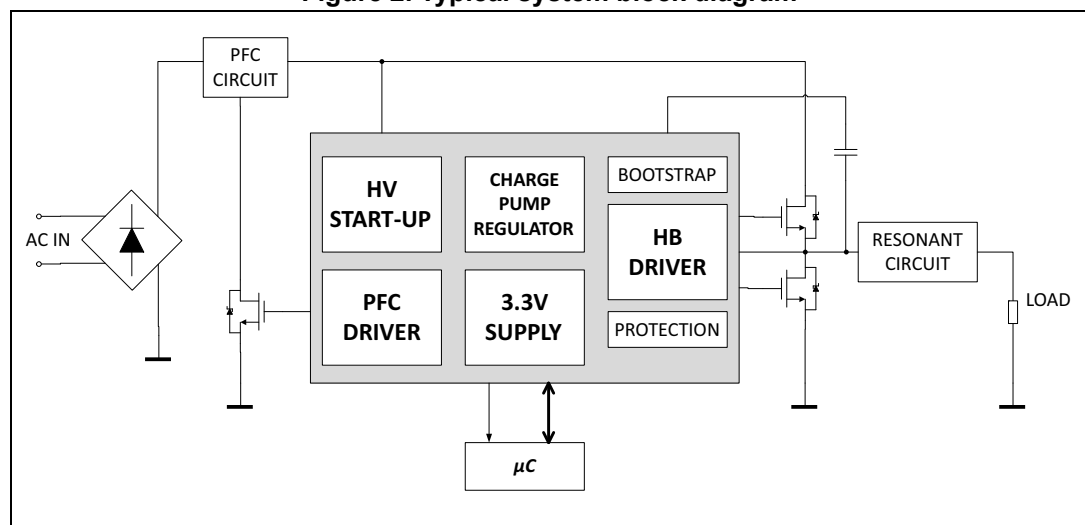 Figure 2. Typical system block diagram
PFC
CIRCUIT
AC IN
HV
START-UP
CHARGE
PUMP
REGULATOR
BOOTSTRAP
HB
DRIVER
PFC
DRIVER
3.3V
SUPPLY
PROTECTION
RESONANT
CIRCUIT
LOAD
μC